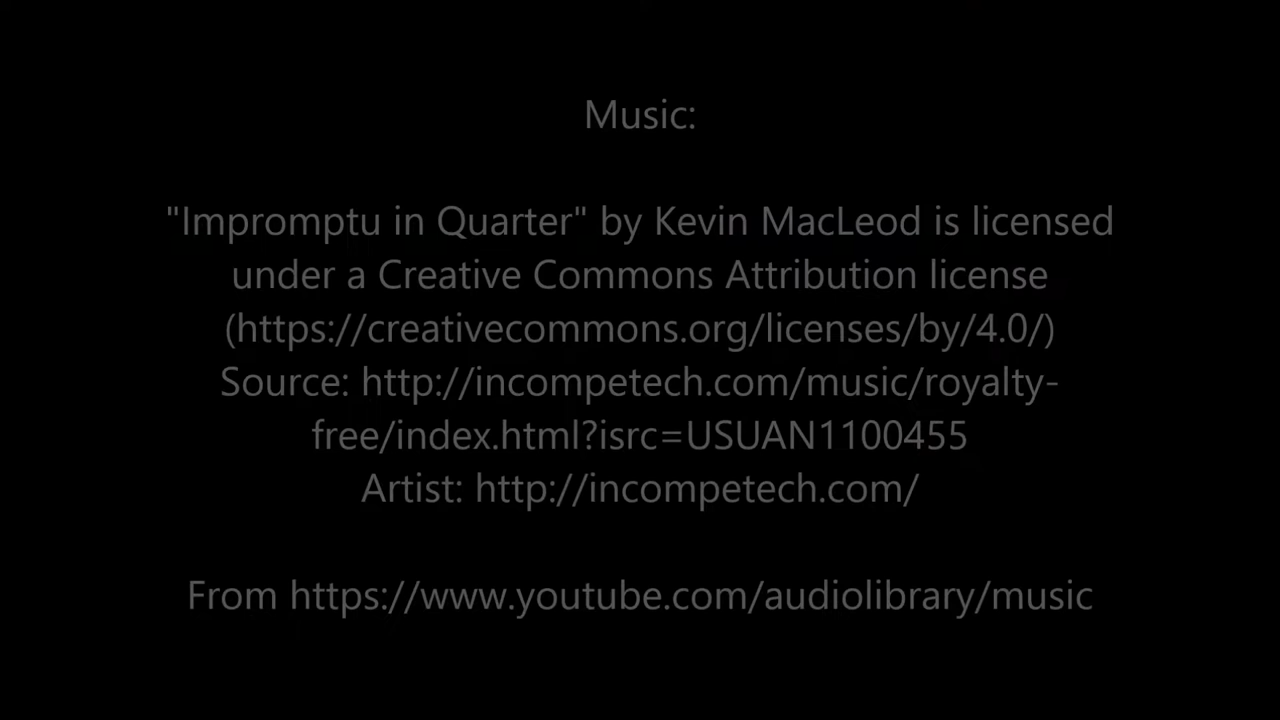 Music:
"Impromptu in Quarter" by Kevin MacLeod is licensed
under a Creative Commons Attribution license
(https://creativecommons.org/licenses/by/4.0/)
Source: http://incompetech.com/music/royalty-
free/index.html?isrc=USUAN1100455
Artist: http://incompetech.com/
From https://www.youtube.com/audiolibrary/music